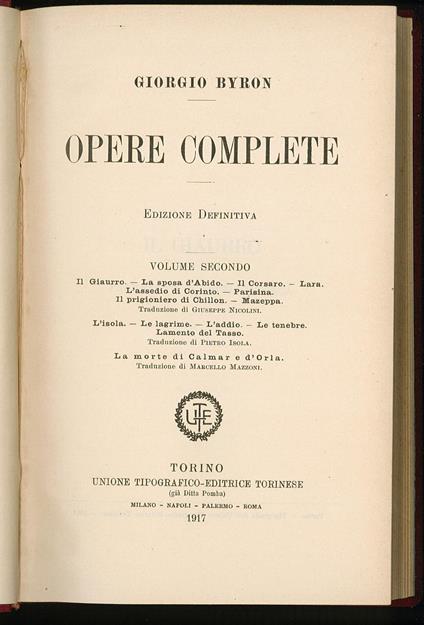 GIORGIO BYRON
OPERE COMPLETE
EDIZIONE DEFINITIVA
VOLUME SECONDO
Il Giaurro. — La sposa d'Abido. — Il Corsaro. — Lara.
L'assedio di Corinto. — Parisina.
Il prigioniero di Chillon. — Mazeppa.
Traduzione di GIUSEPPE NICOLINI.
L'isola. — Le lagrime. — L'addio. — Le tenebre.
Lamento del Tasso.
Traduzione di PIETRO ISOLA.
La morte di Calmar e d'Orla.
Traduzione di MARCELLO MAZZONI.
UTET
TORINO
UNIONE TIPOGRAFICO-EDITRICE TORINESE
(già Ditta Pomba)
MILANO – NAPOLI – PALERMO – ROMA
1917